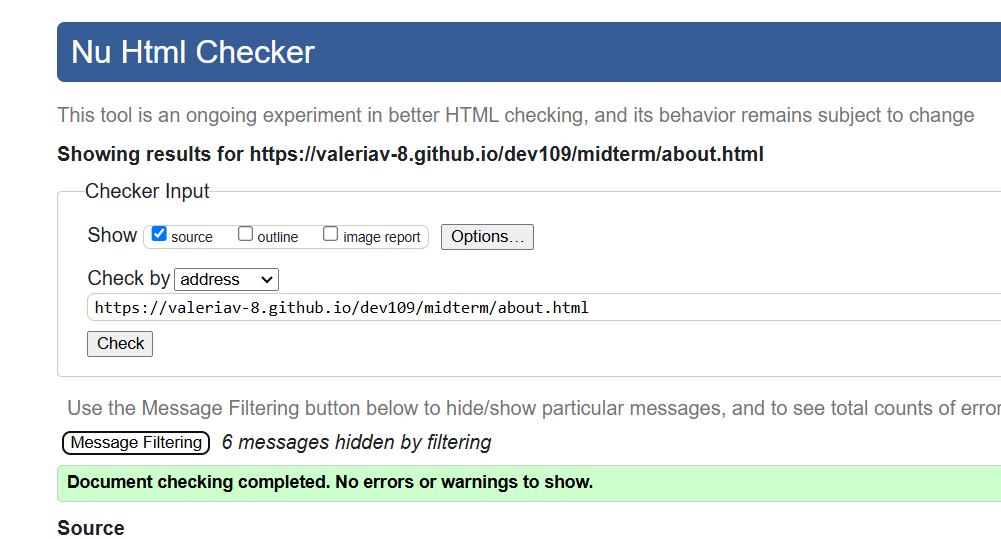 Nu Html Checker
This tool is an ongoing experiment in better HTML checking, and its behavior remains subject to change
Showing results for https://valeriav-8.github.io/dev109/midterm/about.html
Checker Input
Show source outline image report Options...
Check by address
https://valeriav-8.github.io/dev109/midterm/about.html
Check
Use the Message Filtering button below to hide/show particular messages, and to see total counts of error
Message Filtering 6 messages hidden by filtering
Document checking completed. No errors or warnings to show.
Source